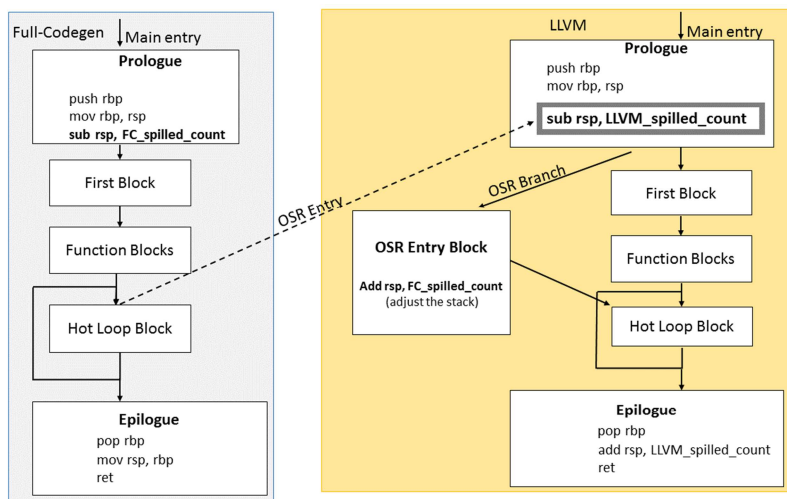 Full-Codegen
Main entry
Prologue
push rbp
mov rbp, rsp
sub rsp, FC_spilled_count
First Block
Function Blocks
Hot Loop Block
Epilogue
pop rbp
mov rsp, rbp
ret
OSR Entry
LLVM
Main entry
Prologue
push rbp
mov rbp, rsp
sub rsp, LLVM_spilled_count
OSR Branch
OSR Entry Block
Add rsp, FC_spilled_count
(adjust the stack)
First Block
Function Blocks
Hot Loop Block
Epilogue
pop rbp
add rsp, LLVM_spilled_count
ret